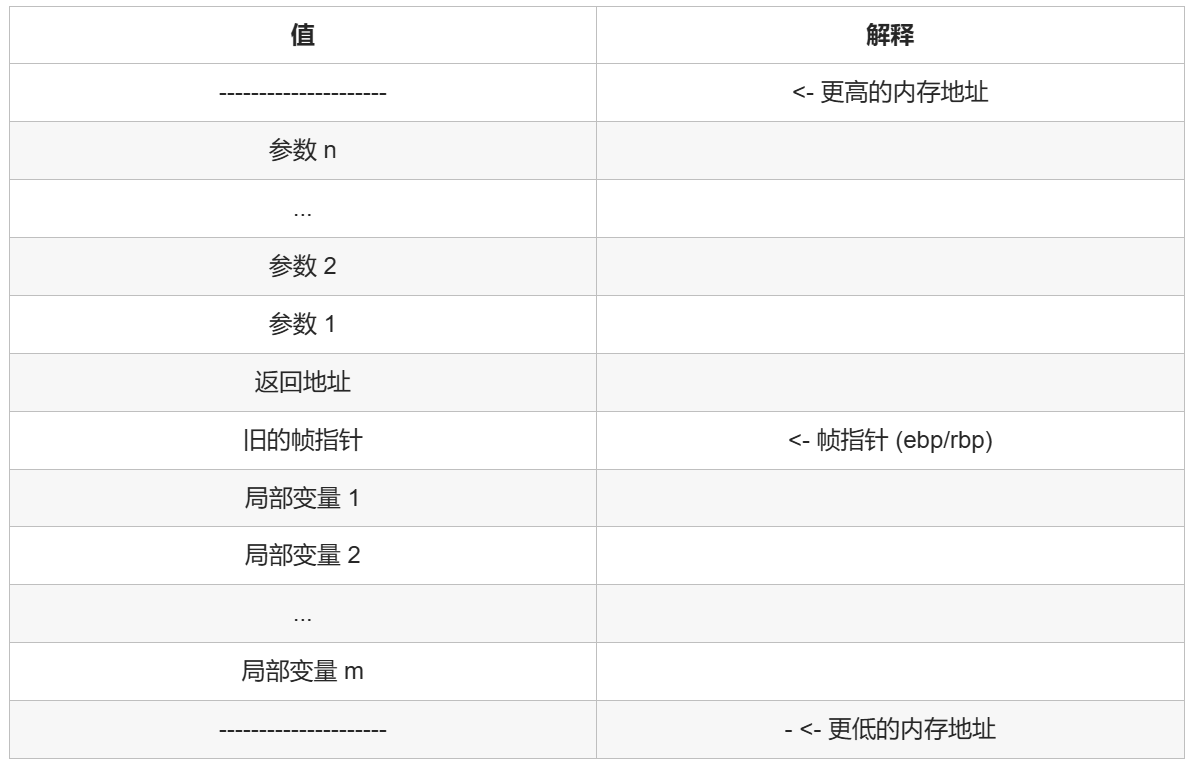 值 解释
--------------------- <- 更高的内存地址
参数 n
...
参数 2
参数 1
返回地址
旧的帧指针 <- 帧指针 (ebp/rbp)
局部变量 1
局部变量 2
...
局部变量 m
--------------------- - <- 更低的内存地址